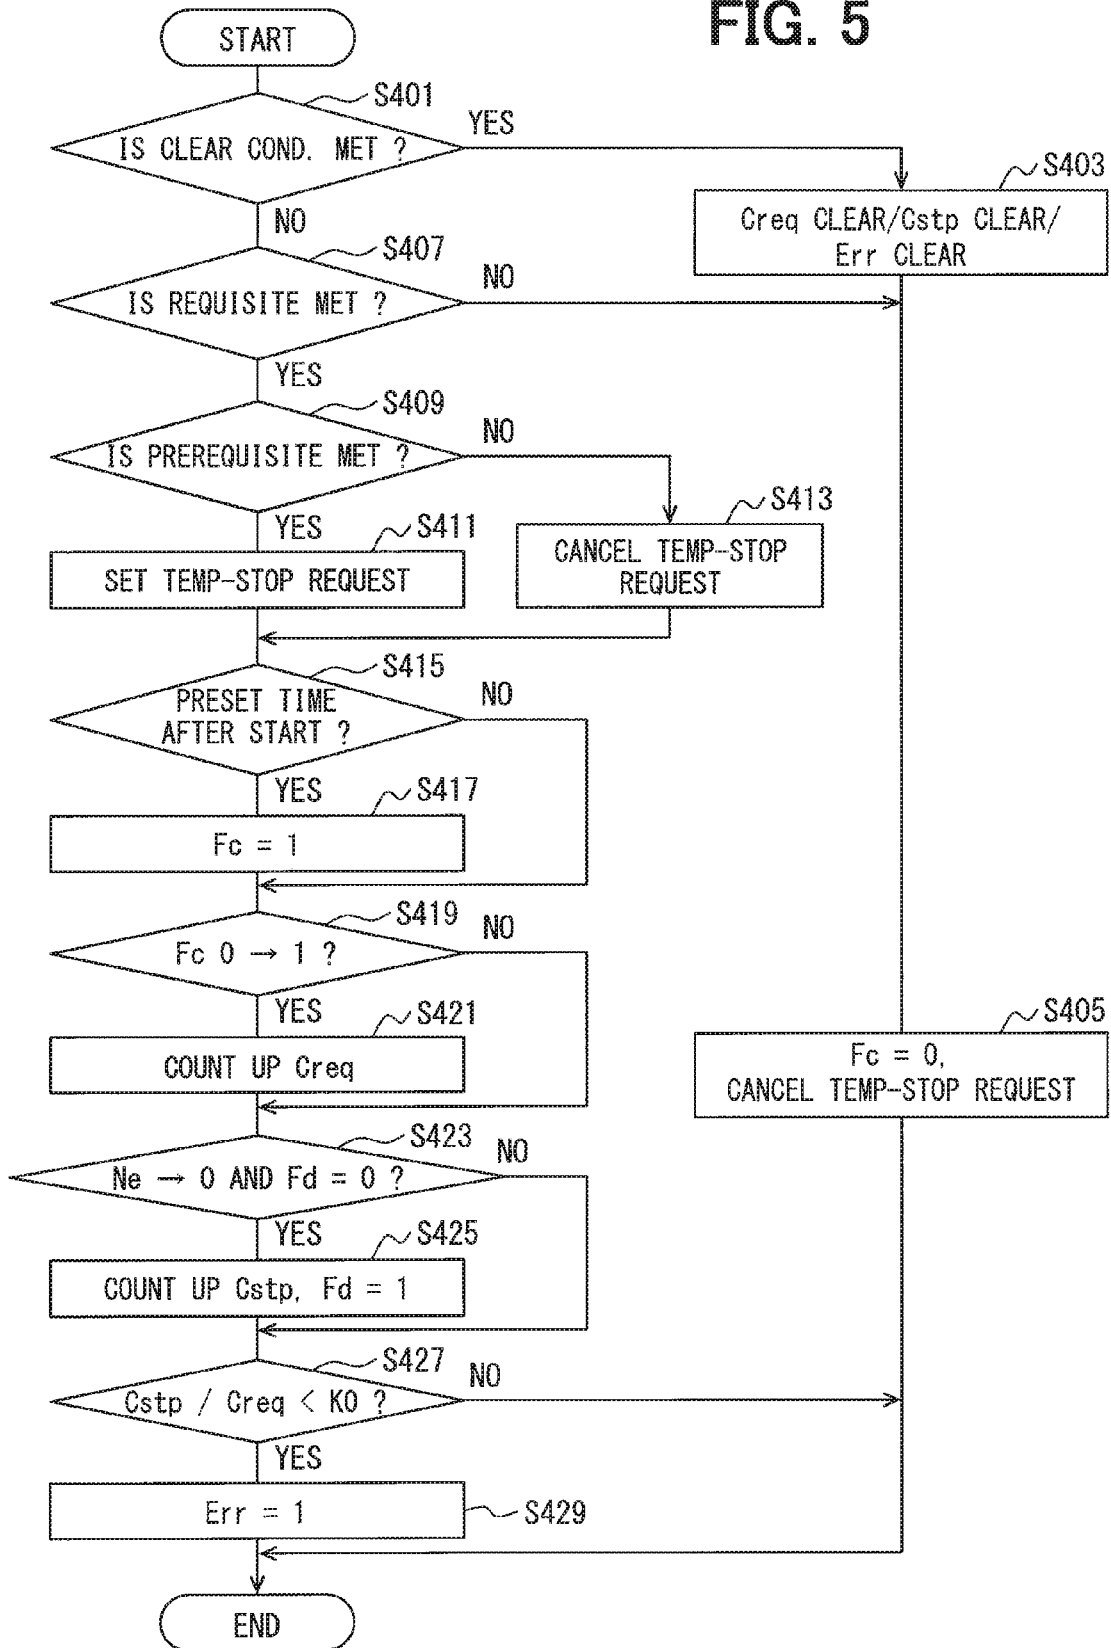 FIG. 5
START
S401
IS CLEAR COND. MET ?
YES
S403
Creq CLEAR/Cstp CLEAR/
Err CLEAR
NO
S407
IS REQUISITE MET ?
NO
YES
S409
IS PREREQUISITE MET ?
NO
S413
CANCEL TEMP-STOP
REQUEST
YES
S411
SET TEMP-STOP REQUEST
S415
PRESET TIME
AFTER START ?
NO
YES
S417
Fc = 1
S419
Fc 0 → 1 ?
NO
YES
S421
COUNT UP Creq
S405
Fc = 0,
CANCEL TEMP-STOP REQUEST
S423
Ne → 0 AND Fd = 0 ?
NO
YES
S425
COUNT UP Cstp, Fd = 1
S427
Cstp / Creq < K0 ?
NO
YES
Err = 1
S429
END